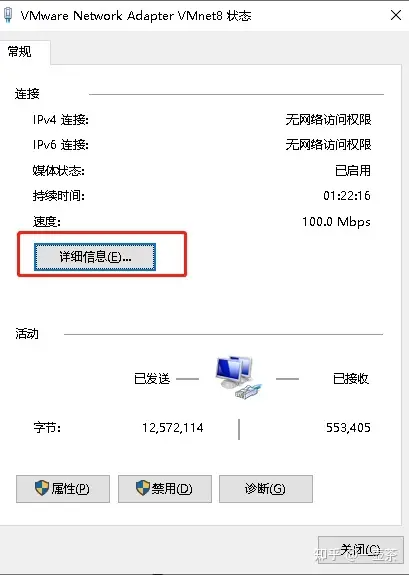 VMware Network Adapter VMnet8 状态
常规
连接
IPv4 连接: 无网络访问权限
IPv6 连接: 无网络访问权限
媒体状态: 已启用
持续时间: 01:22:16
速度: 100.0 Mbps
详细信息(E)...
活动
已发送 已接收
字节: 12,572,114 553,405
属性(P) 禁用(D) 诊断(G)
关闭(C)